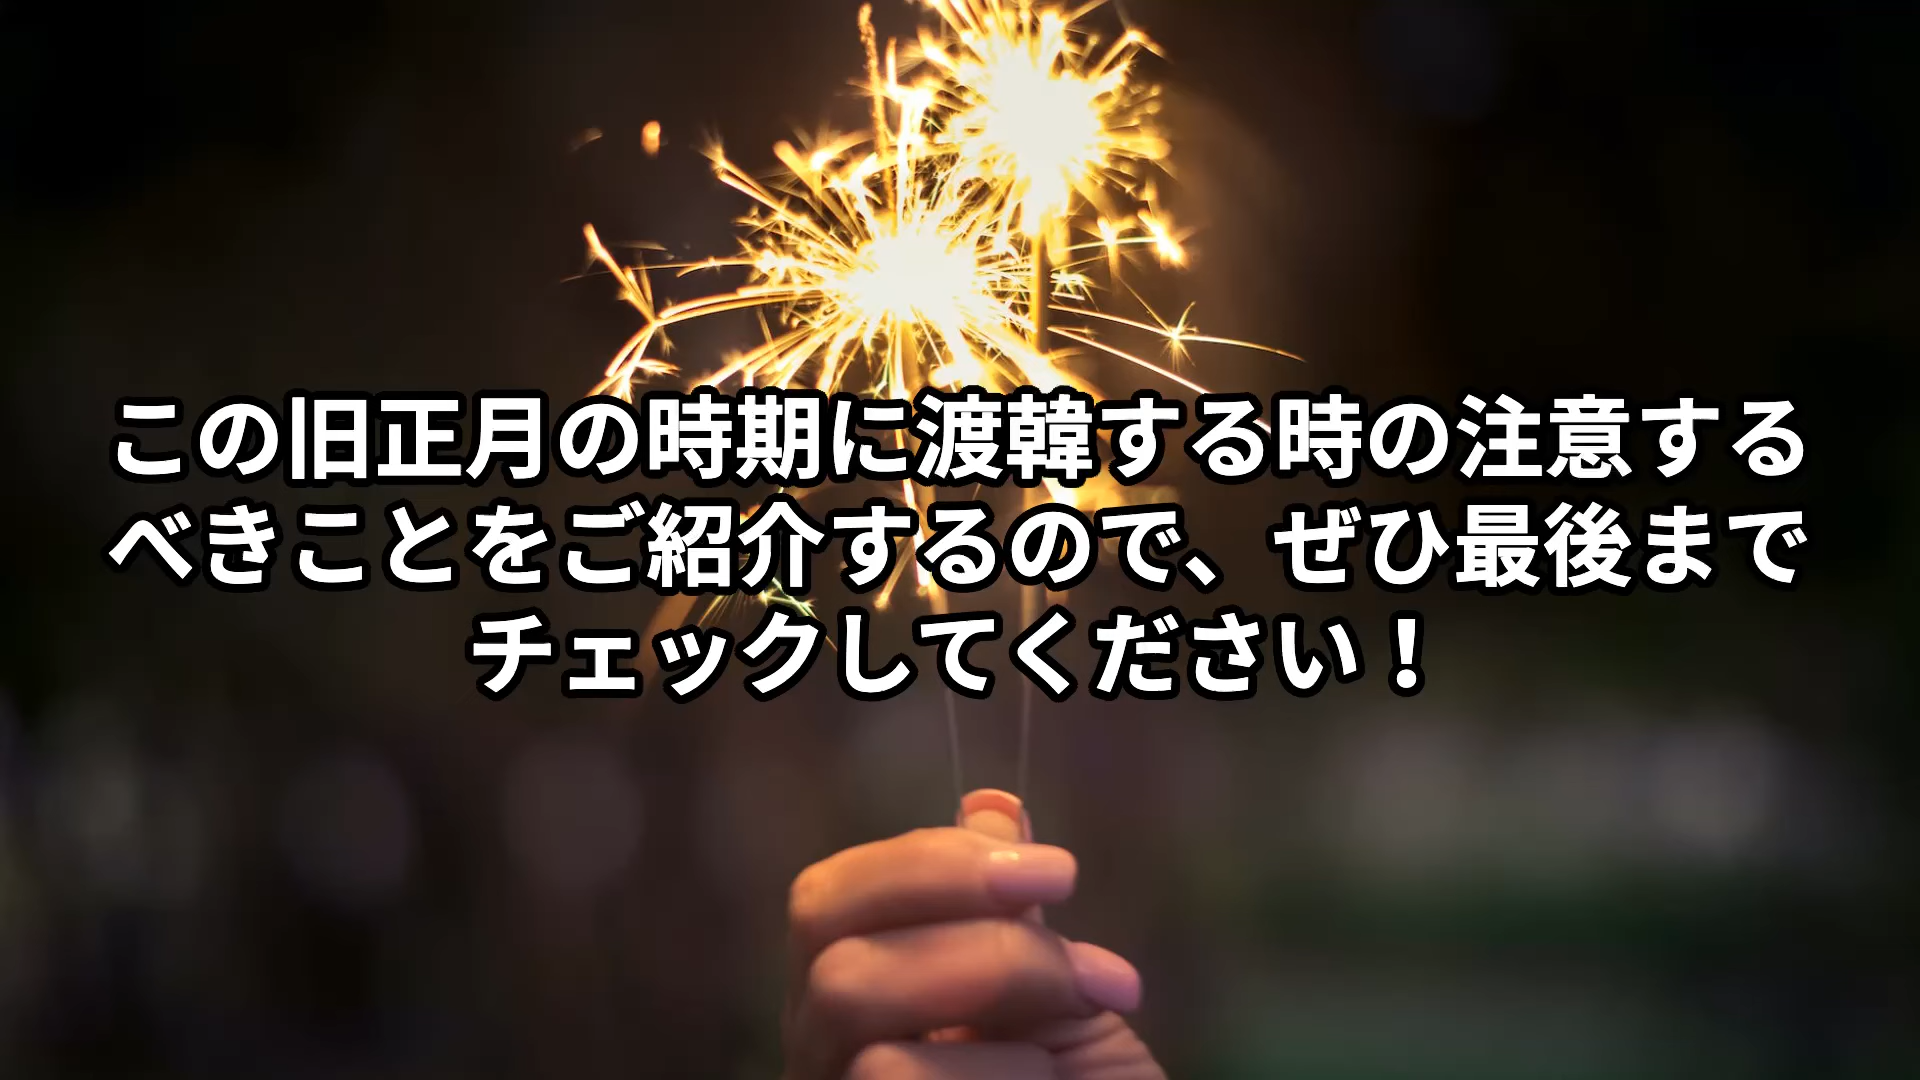 この旧正月の時期に渡韓する時の注意する
べきことをご紹介するので、ぜひ最後まで
チェックしてください！